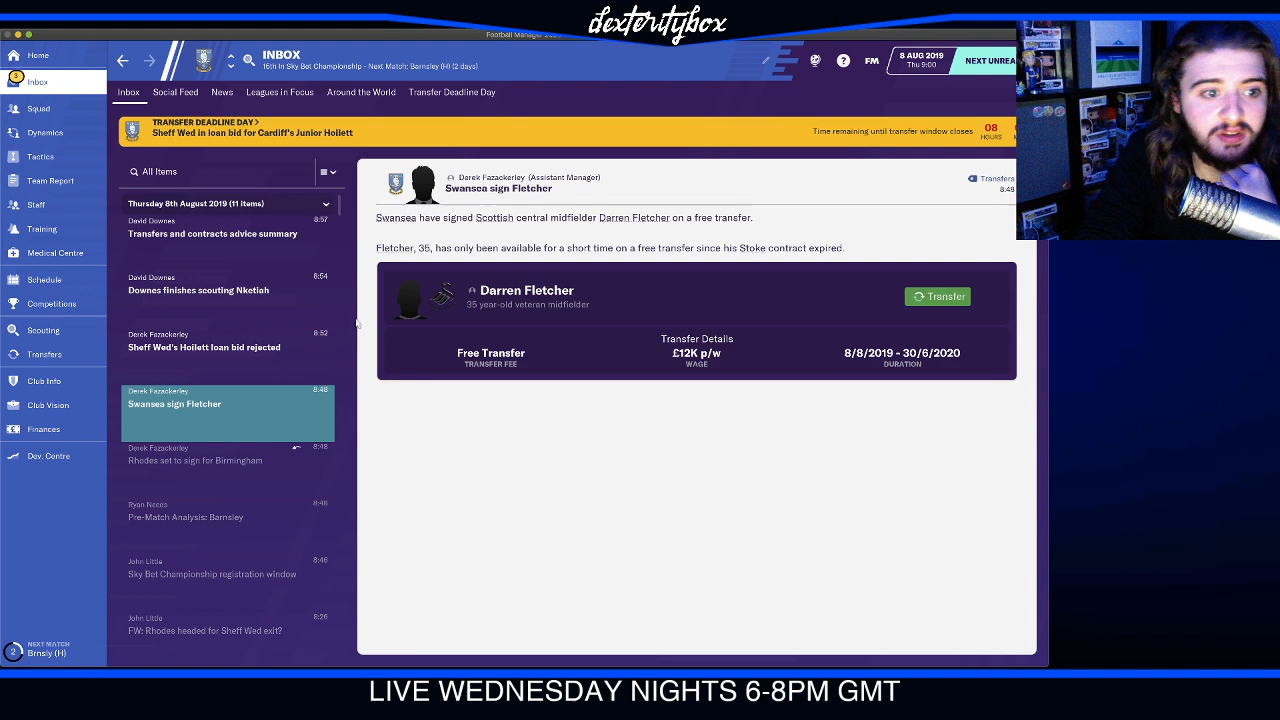 dexteritybox
Football Manager 20
Home
3
Inbox
Squad
Dynamics
Tactics
Team Report
Staff
Training
Medical Centre
Schedule
Competitions
Scouting
Transfers
Club Info
Club Vision
Finances
Dev. Centre
2
NEXT MATCH
Brnsly (H)
INBOX
15th In Sky Bet Championship - Next Match: Barnsley (H) (2 days)
?
FM
8 AUG 2019
Thu 9:00
NEXT UNREA
Inbox
Social Feed
News
Leagues in Focus
Around the World
Transfer Deadline Day
TRANSFER DEADLINE DAY >
Sheff Wed in loan bid for Cardiff's Junior Hoilett
Time remaining until transfer window closes
08
HOURS
All Items
Thursday 8th August 2019 (11 items)
David Downes 8:57
Transfers and contracts advice summary
David Downes 8:54
Downes finishes scouting Nketiah
Derek Fazackerley 8:52
Sheff Wed's Hoilett loan bid rejected
Derek Fazackerley 8:48
Swansea sign Fletcher
Derek Fazackerley 8:48
Rhodes set to sign for Birmingham
Ryan Needs 8:48
Pre-Match Analysis: Barnsley
John Little 8:46
Sky Bet Championship registration window
John Little 8:26
FW: Rhodes headed for Sheff Wed exit?
Derek Fazackerley (Assistant Manager)
Swansea sign Fletcher
Transfers
8:48
Swansea have signed Scottish central midfielder Darren Fletcher on a free transfer.
Fletcher, 35, has only been available for a short time on a free transfer since his Stoke contract expired.
Darren Fletcher
35 year-old veteran midfielder
Transfer
Transfer Details
Free Transfer
TRANSFER FEE
£12K p/w
WAGE
8/8/2019 - 30/6/2020
DURATION
LIVE WEDNESDAY NIGHTS 6-8PM GMT